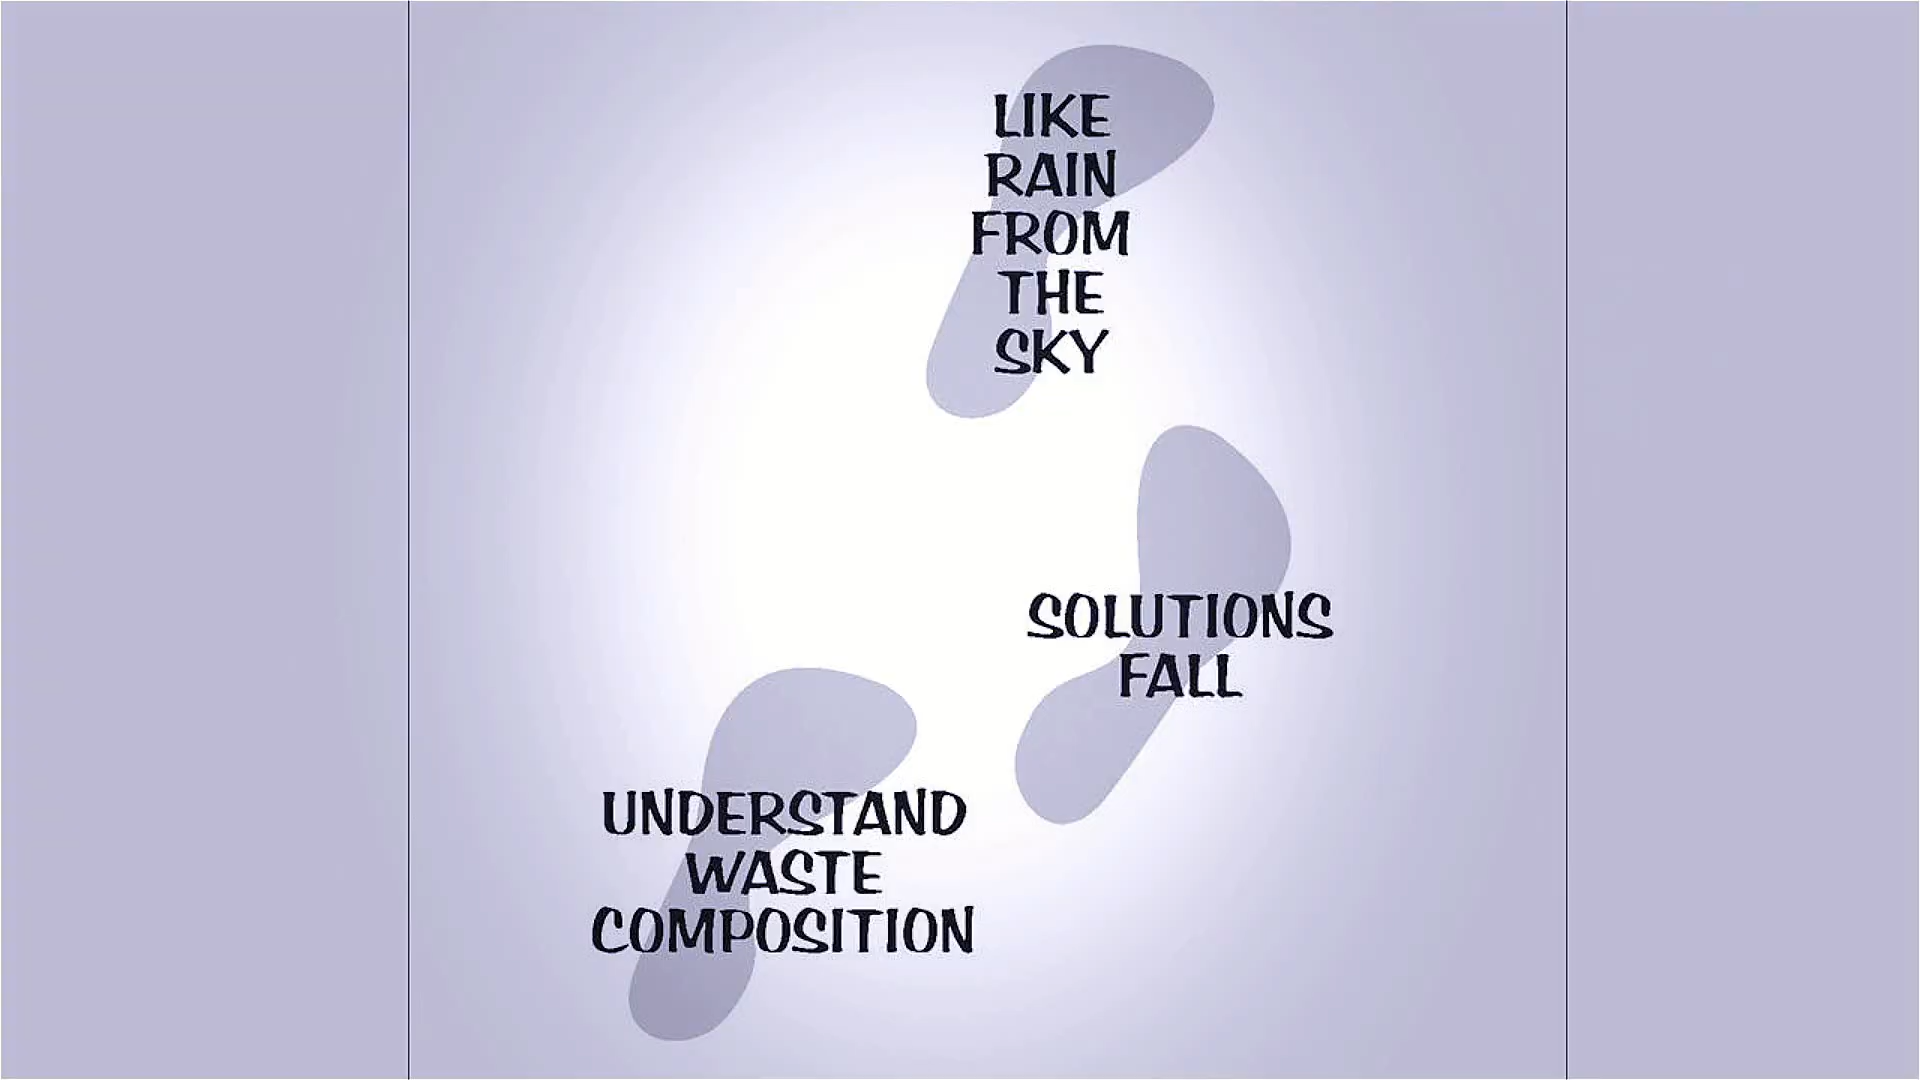 LIKE
RAIN
FROM
THE
SKY
SOLUTIONS
FALL
UNDERSTAND
WASTE
COMPOSITION